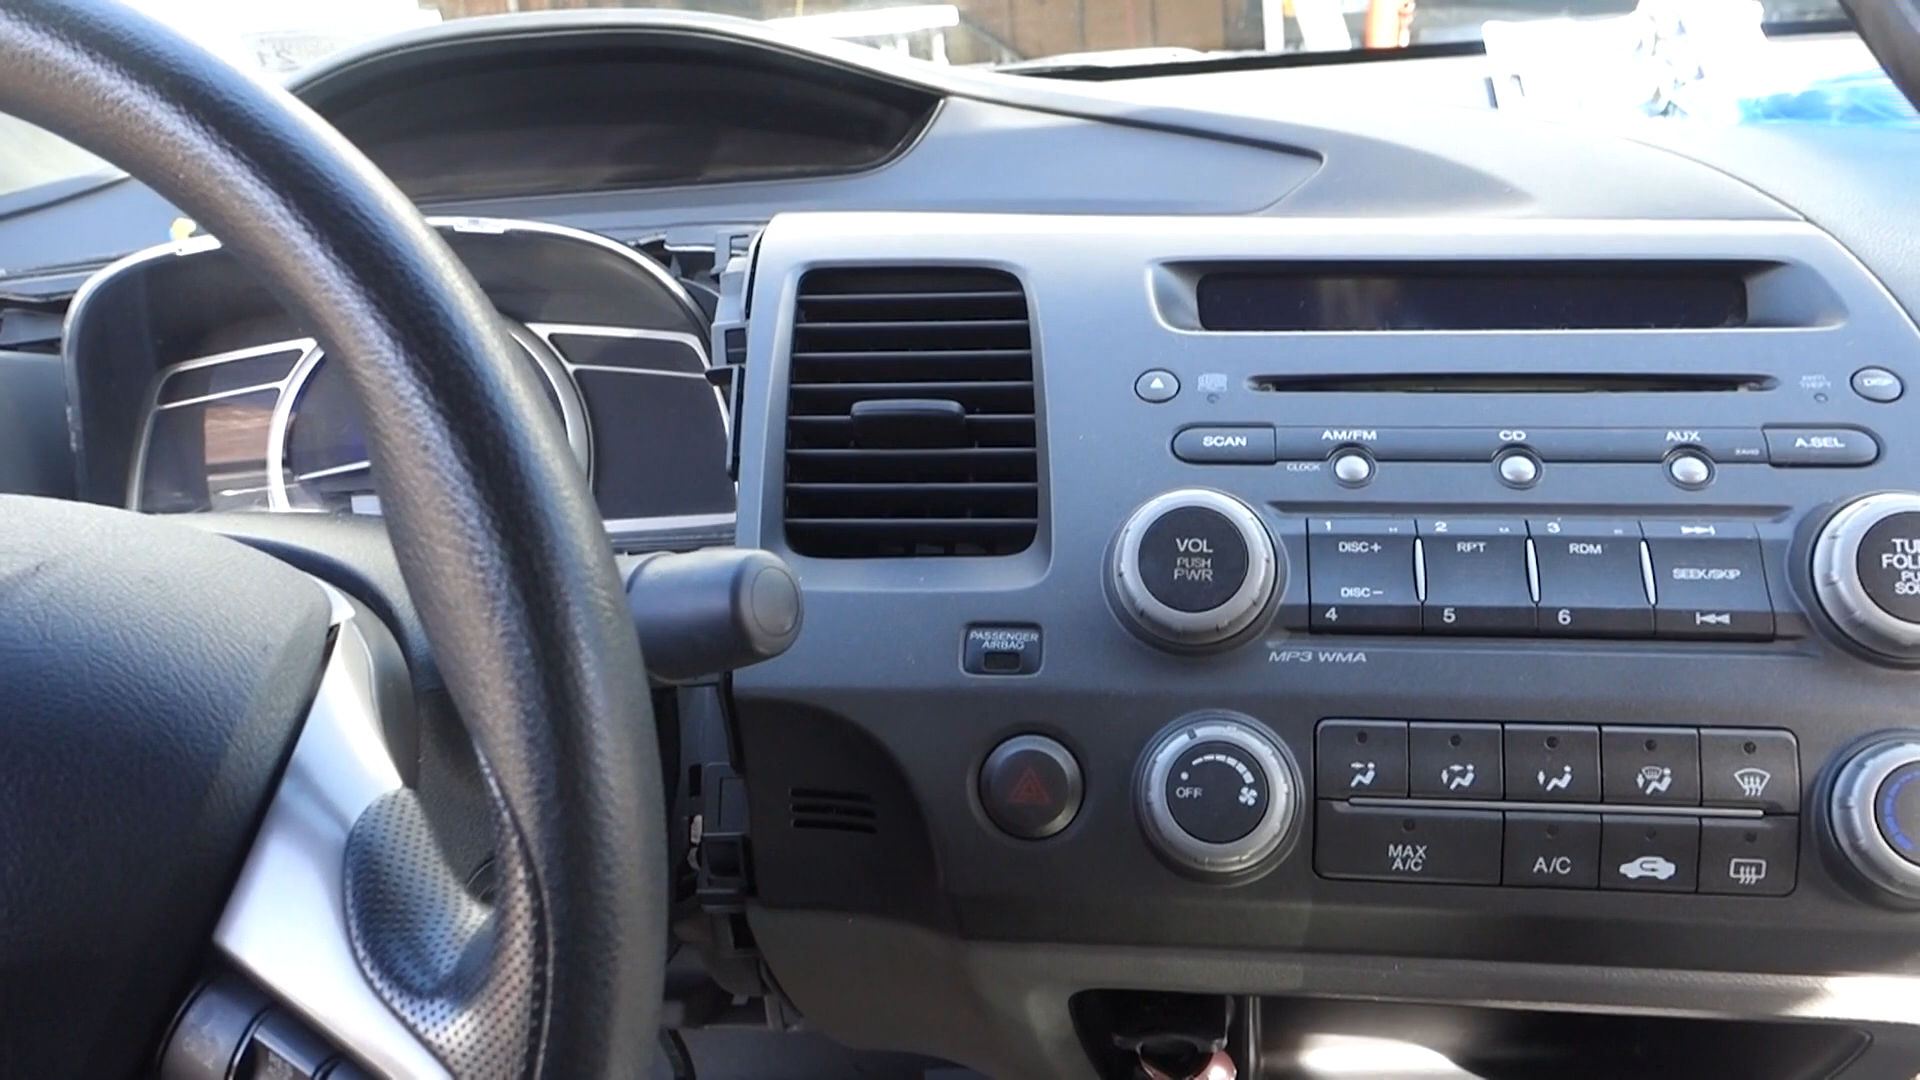 DISP
SCAN
AM/FM
CD
AUX
A.SEL
CLOCK
VOL
PUSH
PWR
1
2
3
DISC+
RPT
RDM
SEEK/SKIP
DISC−
4
5
6
MP3 WMA
PASSENGER
AIRBAG
OFF
MAX
A/C
A/C